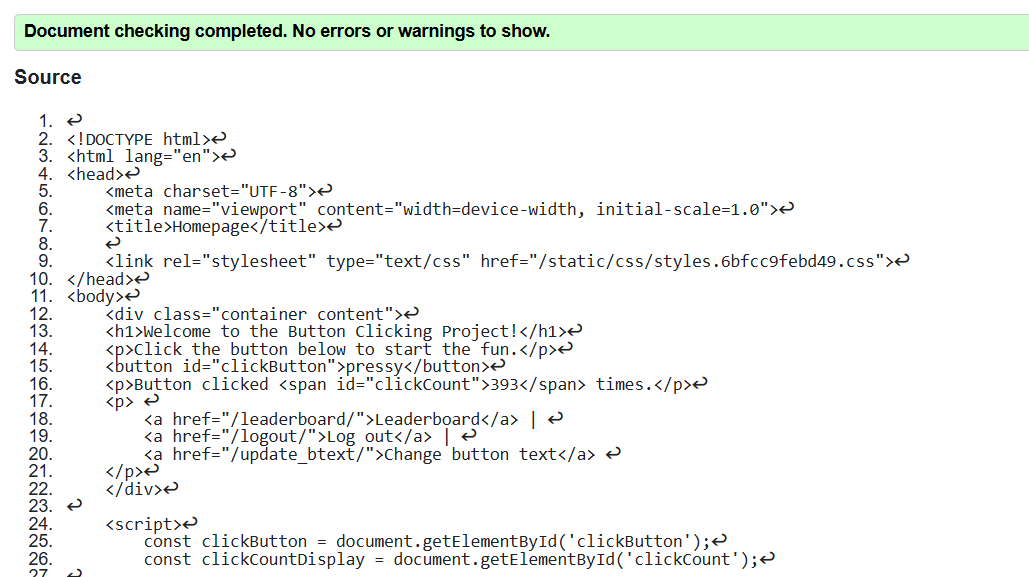 Document checking completed. No errors or warnings to show.
Source
1. ↩
2. <!DOCTYPE html>↩
3. <html lang="en">↩
4. <head>↩
5.     <meta charset="UTF-8">↩
6.     <meta name="viewport" content="width=device-width, initial-scale=1.0">↩
7.     <title>Homepage</title>↩
8.     ↩
9.     <link rel="stylesheet" type="text/css" href="/static/css/styles.6bfcc9febd49.css">↩
10. </head>↩
11. <body>↩
12.     <div class="container content">↩
13.     <h1>Welcome to the Button Clicking Project!</h1>↩
14.     <p>Click the button below to start the fun.</p>↩
15.     <button id="clickButton">pressy</button>↩
16.     <p>Button clicked <span id="clickCount">393</span> times.</p>↩
17.     <p> ↩
18.         <a href="/leaderboard/">Leaderboard</a> | ↩
19.         <a href="/logout/">Log out</a> | ↩
20.         <a href="/update_btext/">Change button text</a> ↩
21.     </p>↩
22.     </div>↩
23. ↩
24.     <script>↩
25.         const clickButton = document.getElementById('clickButton');↩
26.         const clickCountDisplay = document.getElementById('clickCount');↩
27. ↩